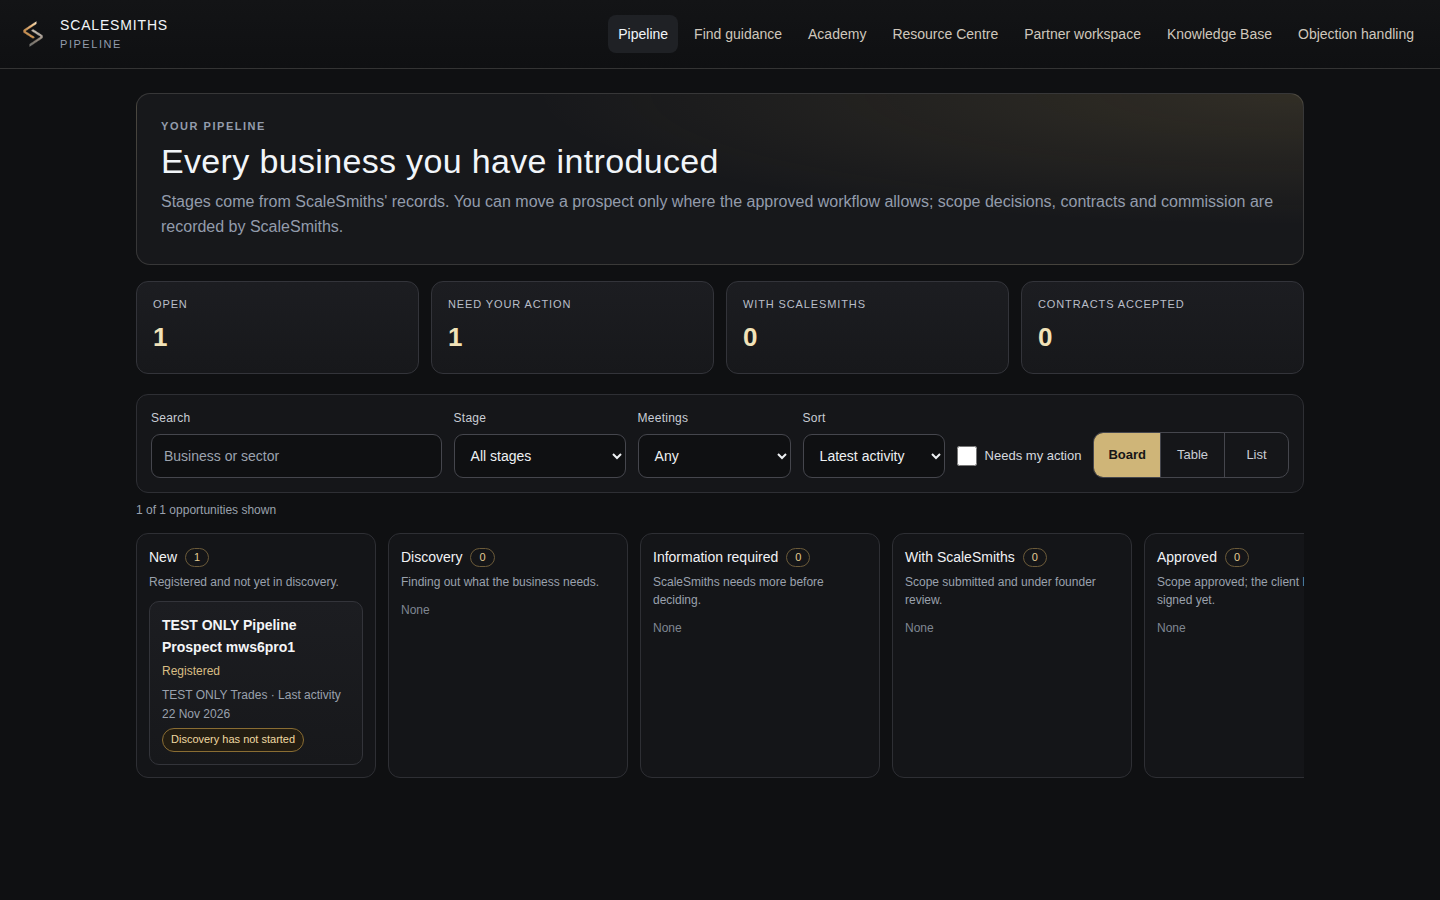 SCALESMITHS
PIPELINE
Pipeline
Find guidance
Academy
Resource Centre
Partner workspace
Knowledge Base
Objection handling
YOUR PIPELINE
Every business you have introduced
Stages come from ScaleSmiths' records. You can move a prospect only where the approved workflow allows; scope decisions, contracts and commission are
recorded by ScaleSmiths.
OPEN
1
NEED YOUR ACTION
1
WITH SCALESMITHS
0
CONTRACTS ACCEPTED
0
Search
Business or sector
Stage
All stages
Meetings
Any
Sort
Latest activity
Needs my action
Board
Table
List
1 of 1 opportunities shown
New 1
Registered and not yet in discovery.
TEST ONLY Pipeline
Prospect mws6pro1
Registered
TEST ONLY Trades · Last activity
22 Nov 2026
Discovery has not started
Discovery 0
Finding out what the business needs.
None
Information required 0
ScaleSmiths needs more before
deciding.
None
With ScaleSmiths 0
Scope submitted and under founder
review.
None
Approved 0
Scope approved; the client
signed yet.
None